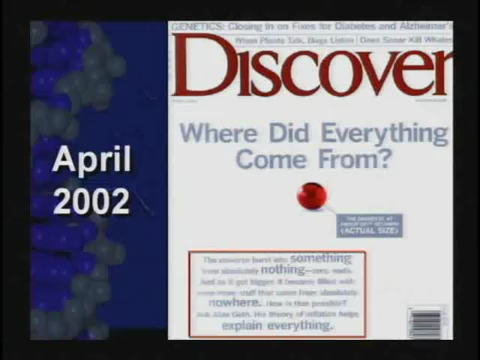 GENETICS: Closing In on Fixes for Diabetes and Alzheimer's
When Plants Talk, Bugs Listen Does Sonar Kill Whales
Discover
April
2002
Where Did Everything
Come From?
THE UNIVERSE AT
(ACTUAL SIZE)
The universe burst into something
from absolutely nothing—zero, nada.
And as it got bigger, it became filled with
even more stuff that came from absolutely
nowhere. How is that possible?
Ask Alan Guth. His theory of inflation helps
explain everything.